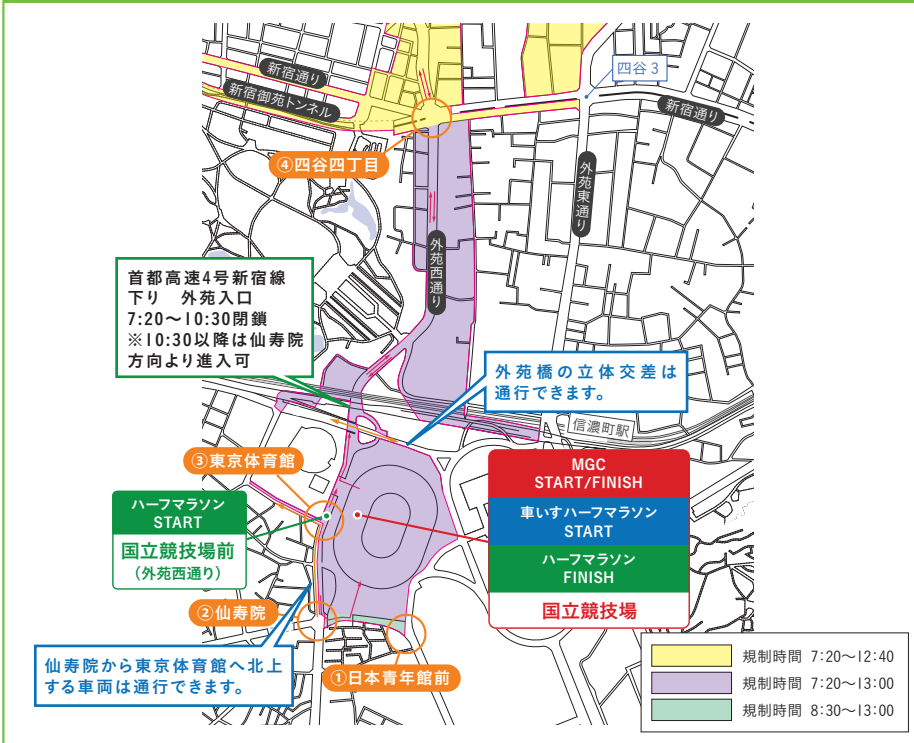 新宿通り
新宿御苑トンネル
四谷3
新宿通り
④四谷四丁目
外苑東通り
外苑西通り
首都高速4号新宿線
下り 外苑入口
7:20〜10:30閉鎖
※10:30以降は仙寿院
方向より進入可
外苑橋の立体交差は
通行できます。
信濃町駅
③東京体育館
MGC
START/FINISH
車いすハーフマラソン
START
ハーフマラソン
FINISH
国立競技場
ハーフマラソン
START
国立競技場前
(外苑西通り)
②仙寿院
仙寿院から東京体育館へ北上
する車両は通行できます。
①日本青年館前
規制時間 7:20〜12:40
規制時間 7:20〜13:00
規制時間 8:30〜13:00